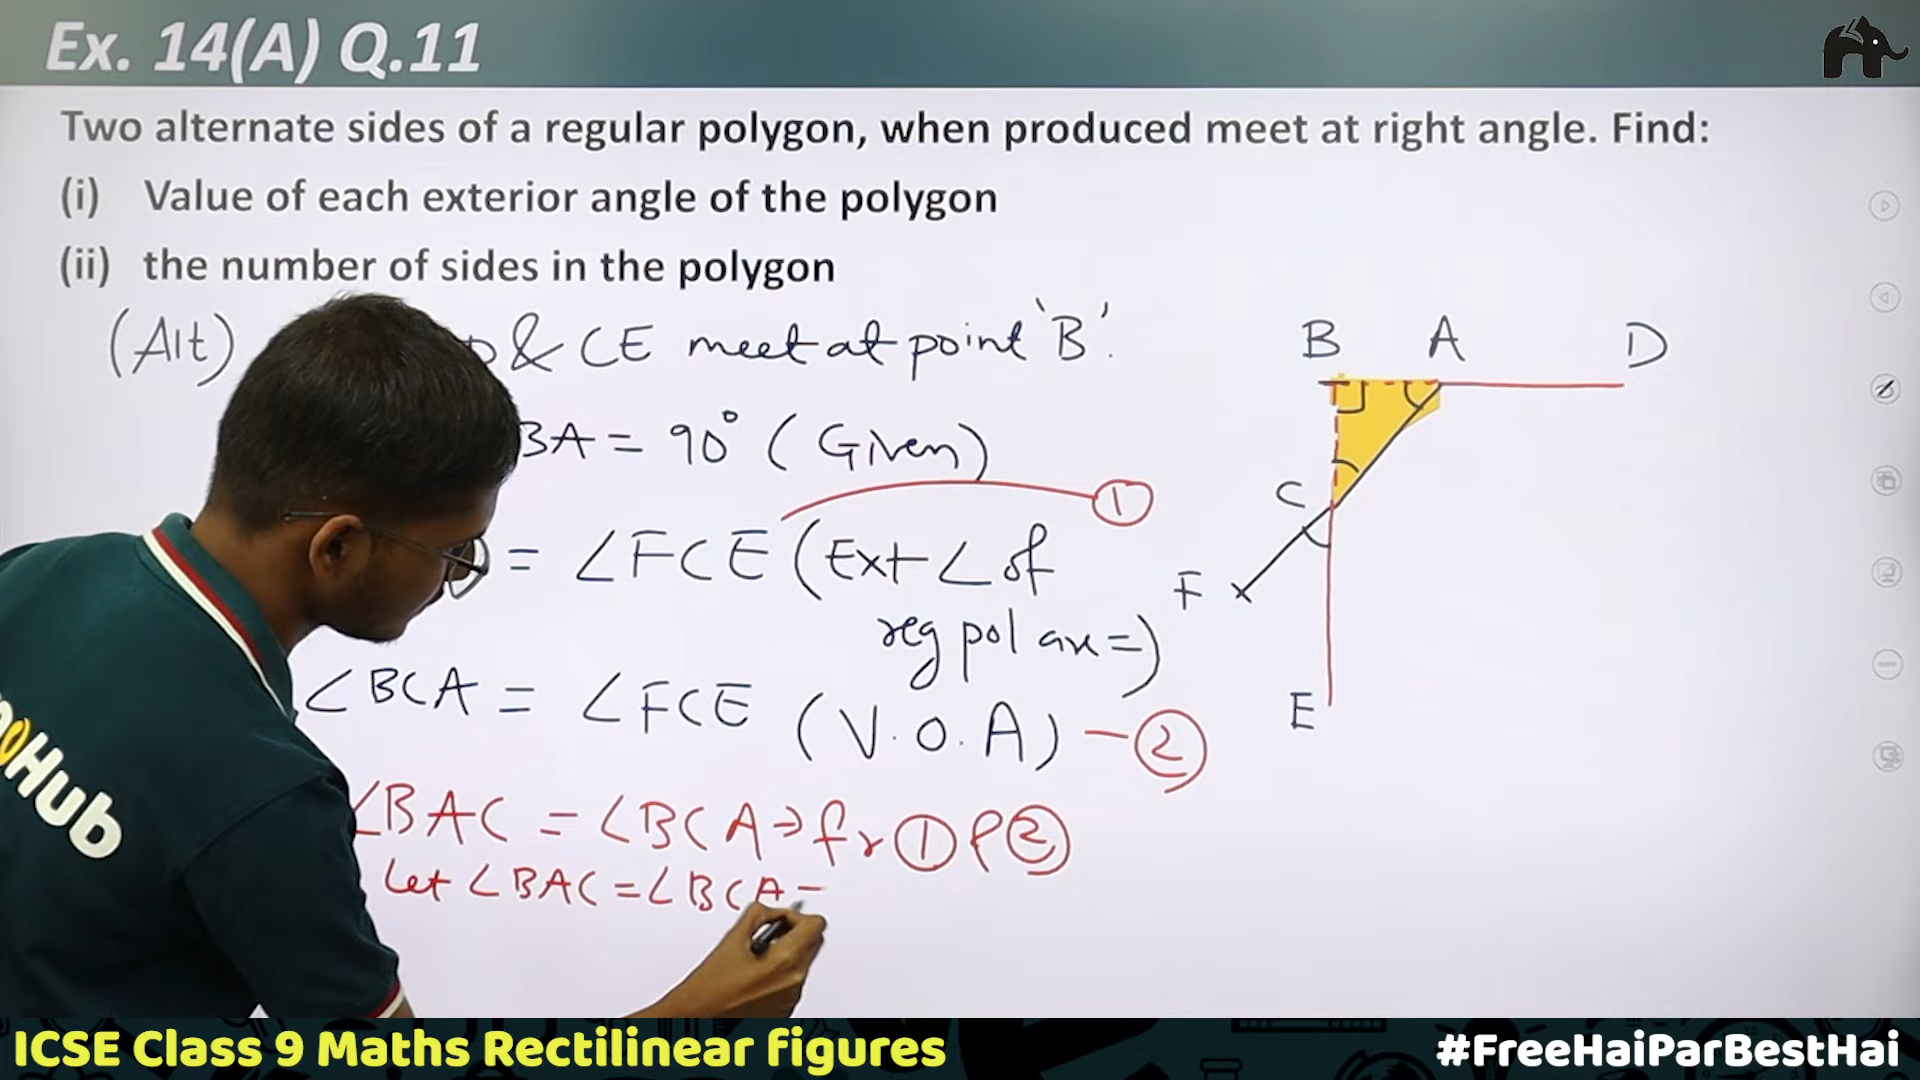 Ex. 14(A) Q.11
Two alternate sides of a regular polygon, when produced meet at right angle. Find:
(i) Value of each exterior angle of the polygon
(ii) the number of sides in the polygon
(Alt) & CE meet at point 'B'.
BA = 90° (Given)
1
= ∠FCE (Ext ∠ of
reg pol are =)
∠BCA = ∠FCE (V.O.A) - 2
∠BAC = ∠BCA → fr 1 & 2
Let ∠BAC = ∠BCA =
B A D
C
F
E
Hub
ICSE Class 9 Maths Rectilinear figures
#FreeHaiParBestHai